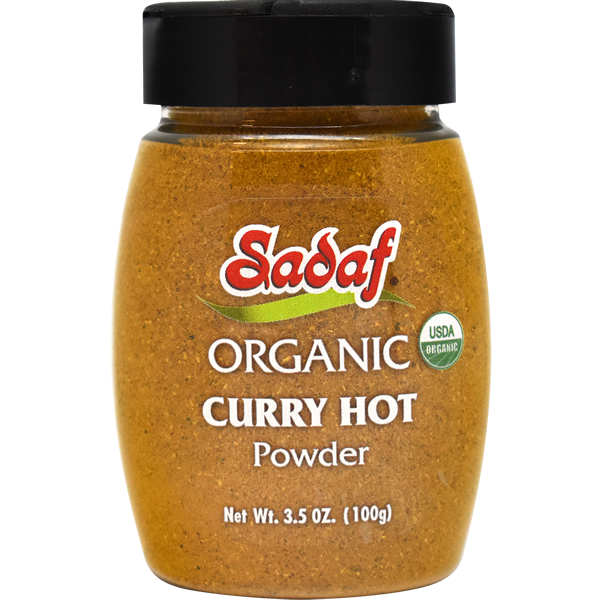 Sadaf
ORGANIC
USDA
ORGANIC
CURRY HOT
Powder
Net Wt. 3.5 OZ. (100g)